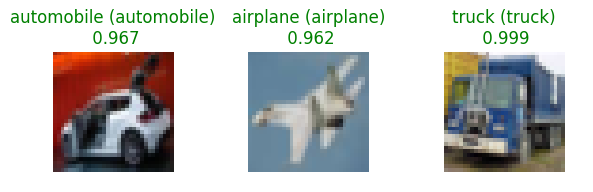 automobile (automobile)
0.967
airplane (airplane)
0.962
truck (truck)
0.999